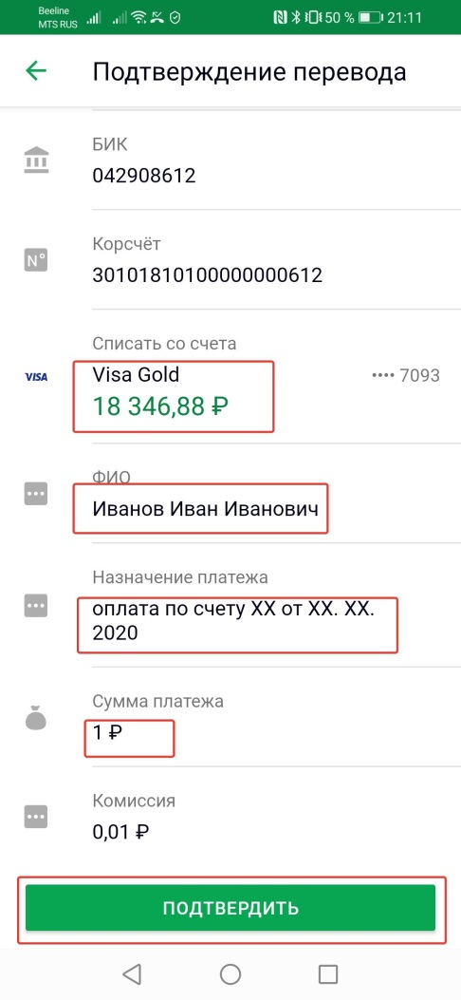 Beeline
MTS RUS
50 %
21:11
Подтверждение перевода
БИК
042908612
N°
Корсчёт
30101810100000000612
Списать со счета
VISA
Visa Gold
•••• 7093
18 346,88 ₽
ФИО
Иванов Иван Иванович
Назначение платежа
оплата по счету XX от XX. XX.
2020
Сумма платежа
1 ₽
Комиссия
0,01 ₽
ПОДТВЕРДИТЬ